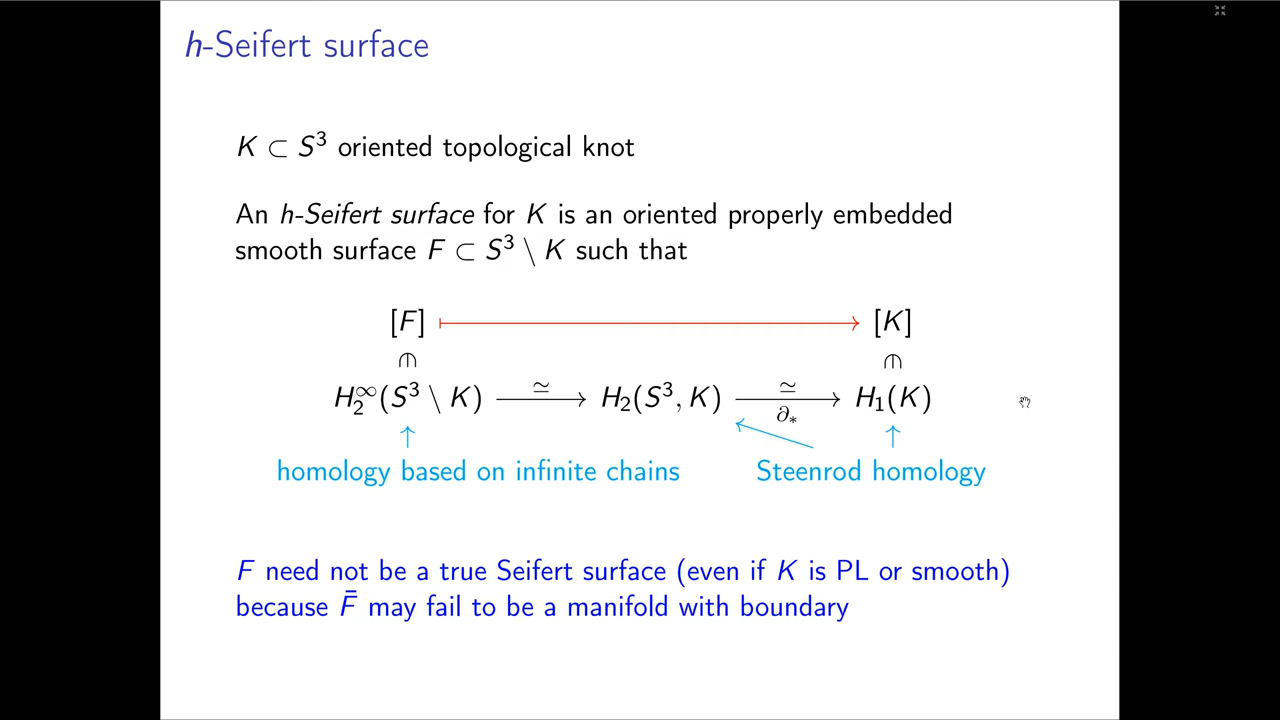 h-Seifert surface
K ⊂ S³ oriented topological knot
An h-Seifert surface for K is an oriented properly embedded
smooth surface F ⊂ S³ \ K such that
[F] ↦ [K]
∈ ∈
H₂^∞(S³ \ K) ≃→ H₂(S³, K) ≃→ ∂* H₁(K)
homology based on infinite chains Steenrod homology
F need not be a true Seifert surface (even if K is PL or smooth)
because F̄ may fail to be a manifold with boundary